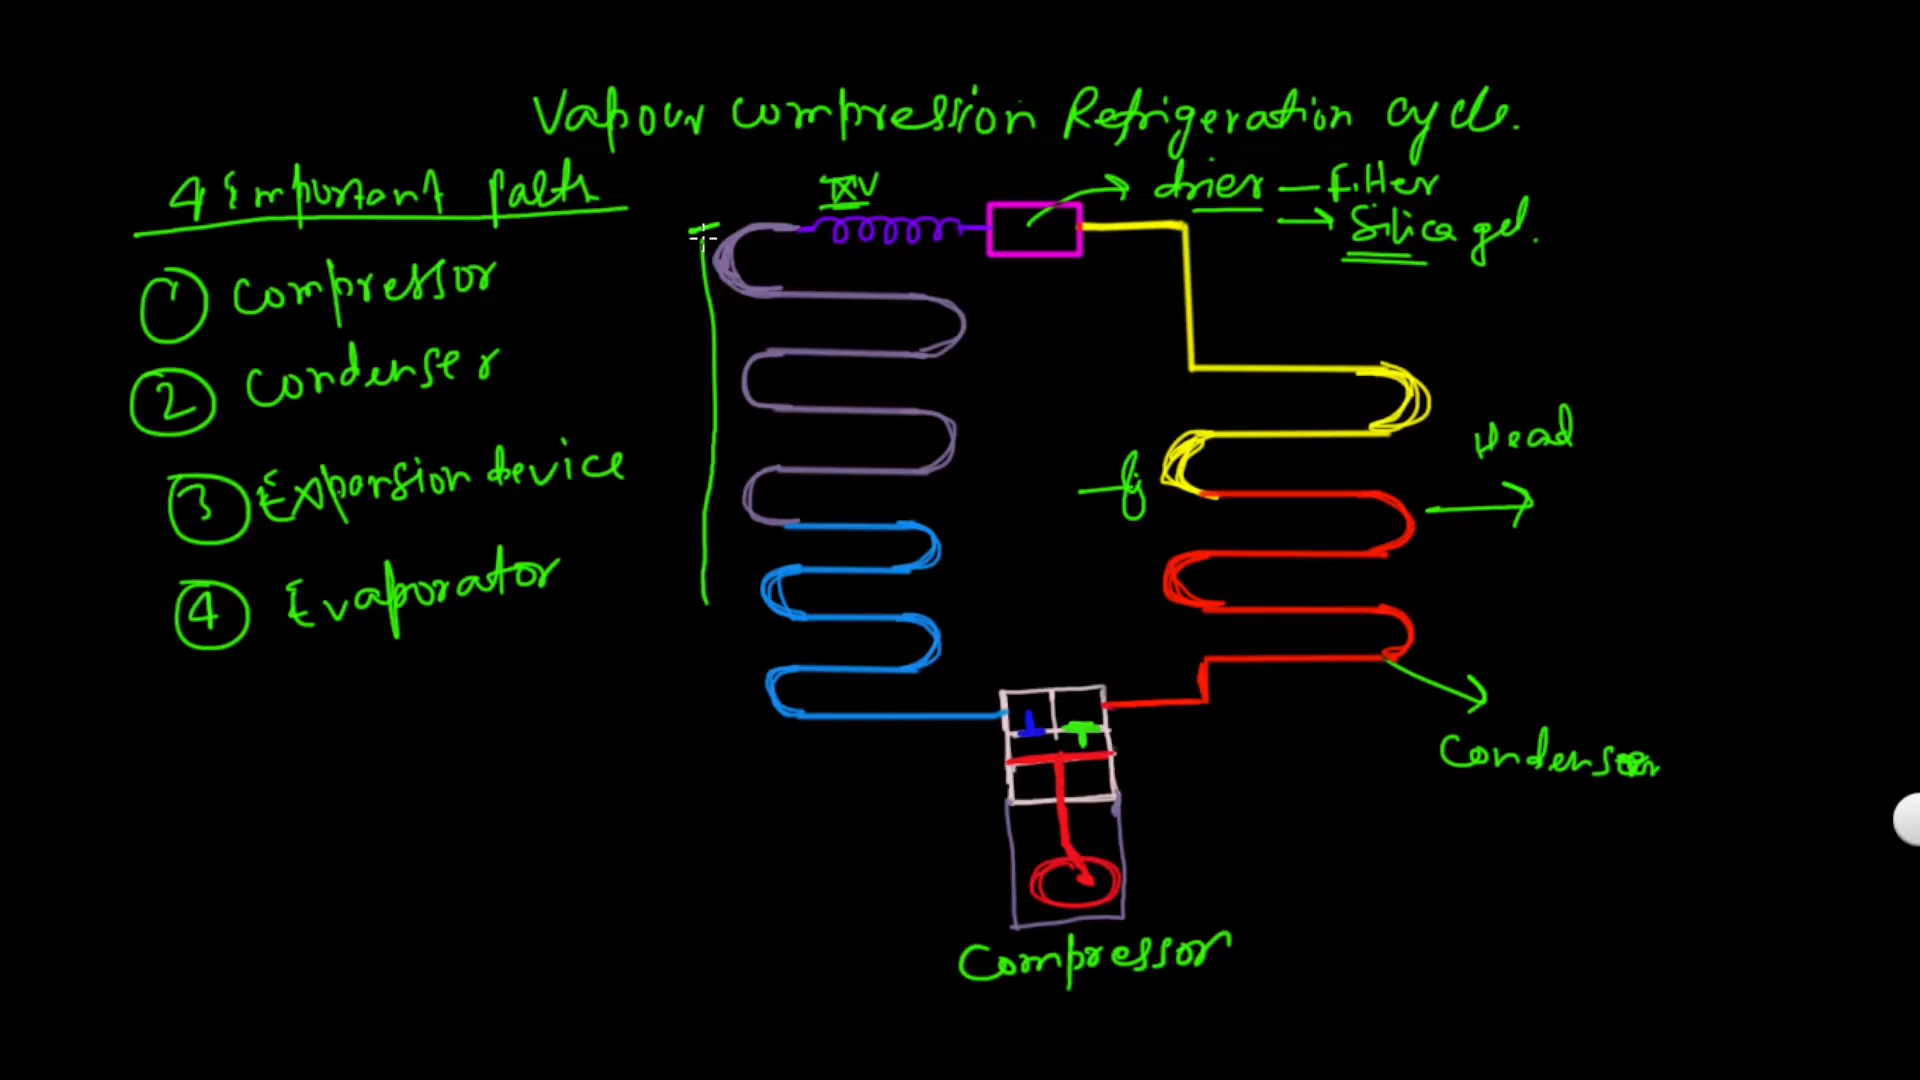 Vapour compression Refrigeration cycle.
4 Important parts
1 compressor
2 condenser
3 Expansion device
4 Evaporator
TXV
drier — Filter
→ Silica gel.
Head
Condenser
Compressor